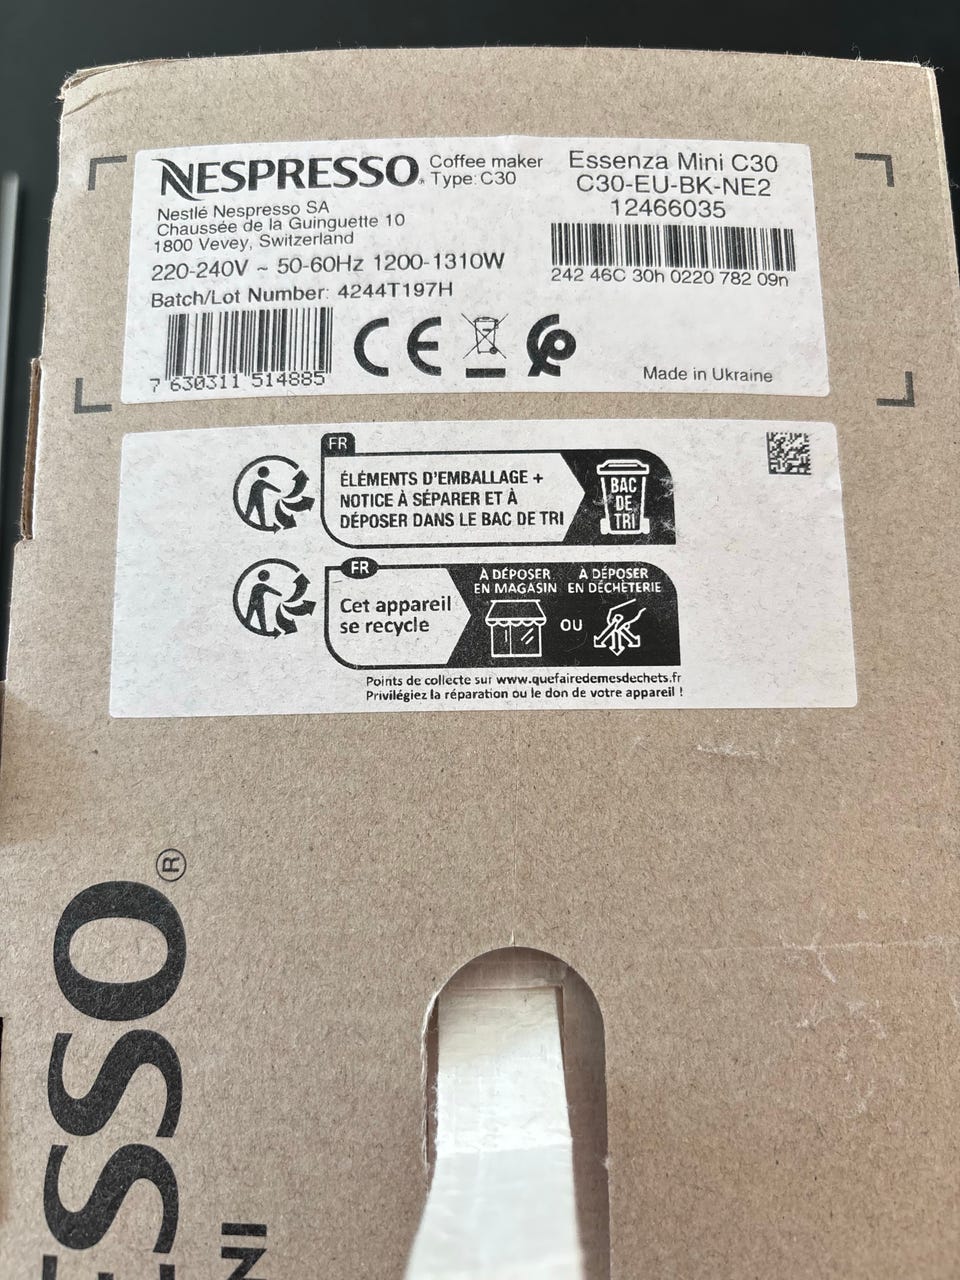 NESPRESSO®
Coffee maker
Type: C30
Nestlé Nespresso SA
Chaussée de la Guinguette 10
1800 Vevey, Switzerland
220-240V ~ 50-60Hz 1200-1310W
Batch/Lot Number: 4244T197H
7 630311 514885
Essenza Mini C30
C30-EU-BK-NE2
12466035
242 46C 30h 0220 782 09n
CE
Made in Ukraine
FR
ÉLÉMENTS D'EMBALLAGE +
NOTICE À SÉPARER ET À
DÉPOSER DANS LE BAC DE TRI
BAC
DE
TRI
FR
Cet appareil
se recycle
À DÉPOSER
EN MAGASIN
OU
À DÉPOSER
EN DÉCHÈTERIE
Points de collecte sur www.quefairedemesdechets.fr
Privilégiez la réparation ou le don de votre appareil !
ESSO®
NI